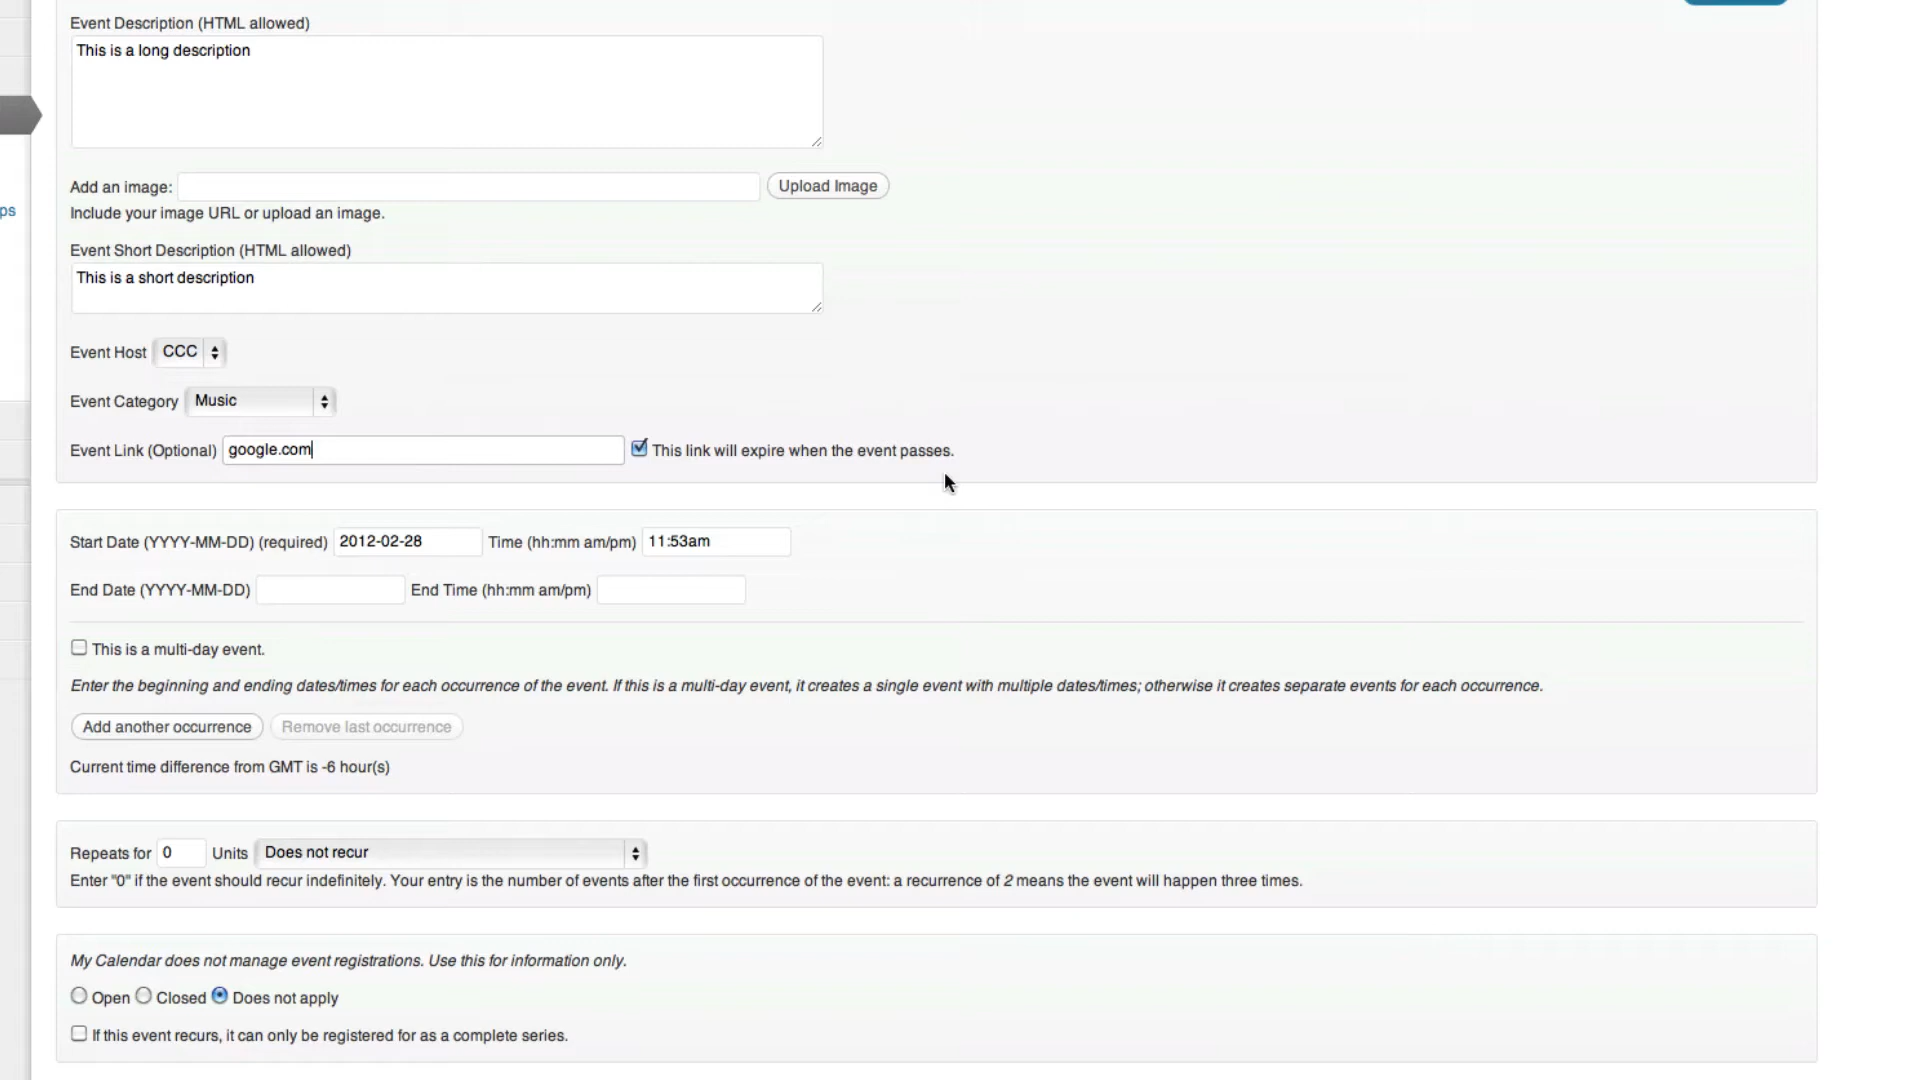 Event Description (HTML allowed)
This is a long description
ps
Add an image: Upload Image
Include your image URL or upload an image.
Event Short Description (HTML allowed)
This is a short description
Event Host CCC
Event Category Music
Event Link (Optional) google.com This link will expire when the event passes.
Start Date (YYYY-MM-DD) (required) 2012-02-28 Time (hh:mm am/pm) 11:53am
End Date (YYYY-MM-DD) End Time (hh:mm am/pm)
This is a multi-day event.
Enter the beginning and ending dates/times for each occurrence of the event. If this is a multi-day event, it creates a single event with multiple dates/times; otherwise it creates separate events for each occurrence.
Add another occurrence Remove last occurrence
Current time difference from GMT is -6 hour(s)
Repeats for 0 Units Does not recur
Enter "0" if the event should recur indefinitely. Your entry is the number of events after the first occurrence of the event: a recurrence of 2 means the event will happen three times.
My Calendar does not manage event registrations. Use this for information only.
Open Closed Does not apply
If this event recurs, it can only be registered for as a complete series.